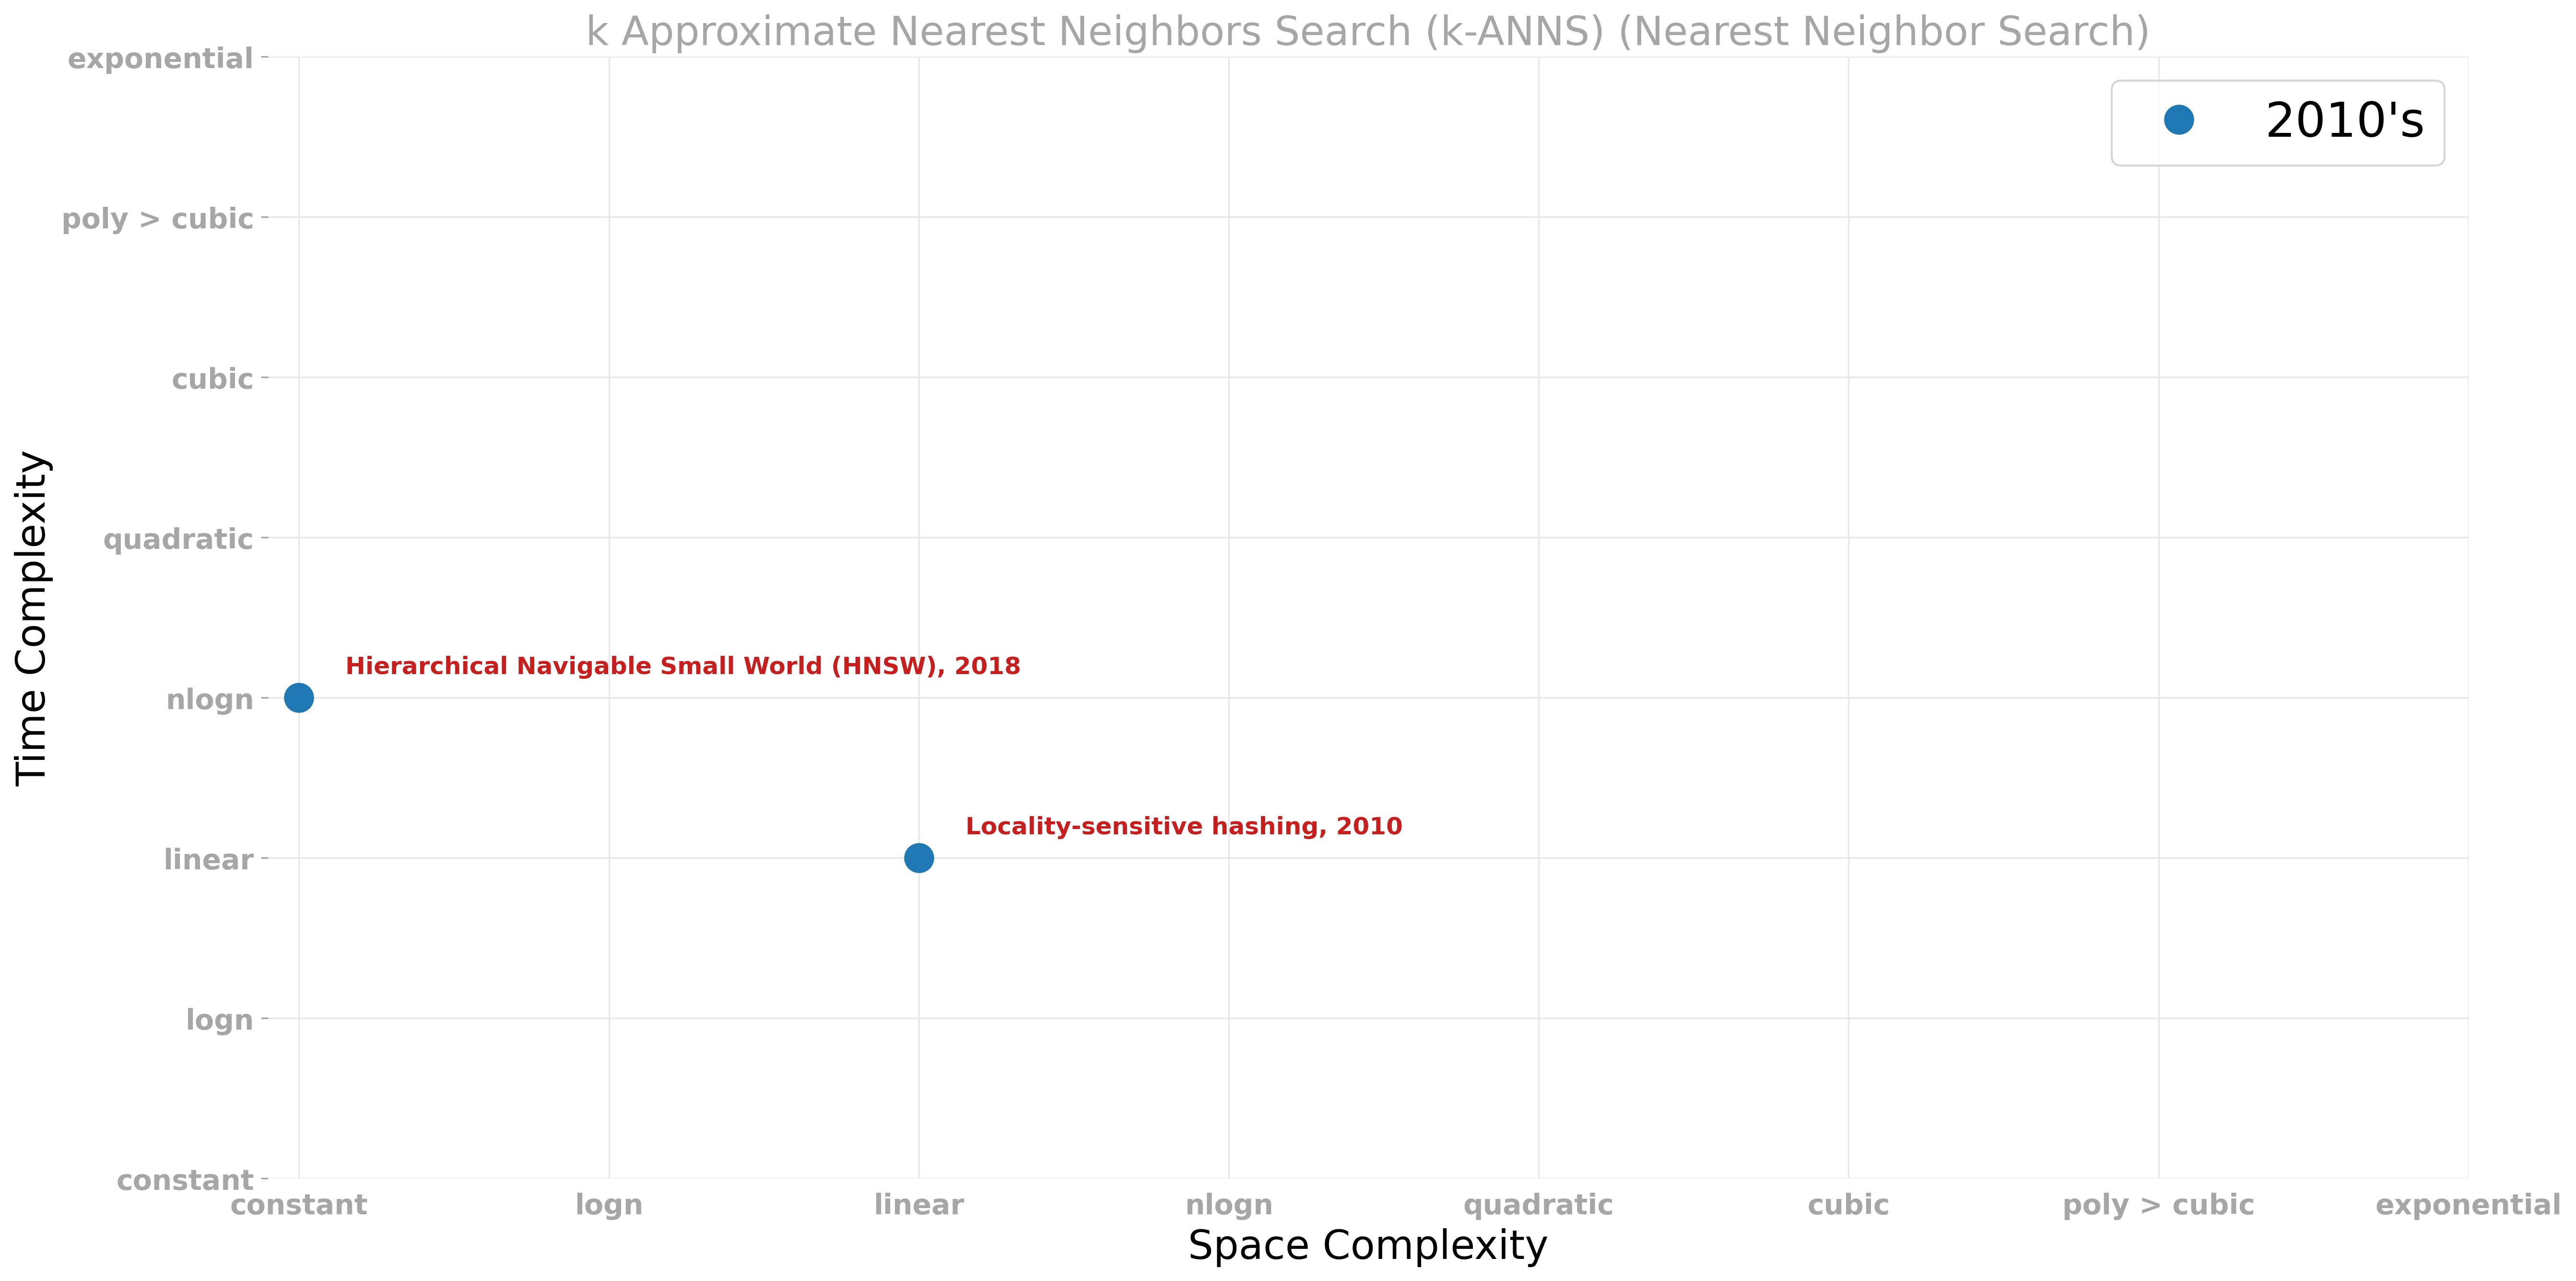 k Approximate Nearest Neighbors Search (k-ANNS) (Nearest Neighbor Search)
2010's
Time Complexity
exponential
poly > cubic
cubic
quadratic
nlogn
linear
logn
constant
Hierarchical Navigable Small World (HNSW), 2018
Locality-sensitive hashing, 2010
constant
logn
linear
nlogn
quadratic
cubic
poly > cubic
exponential
Space Complexity